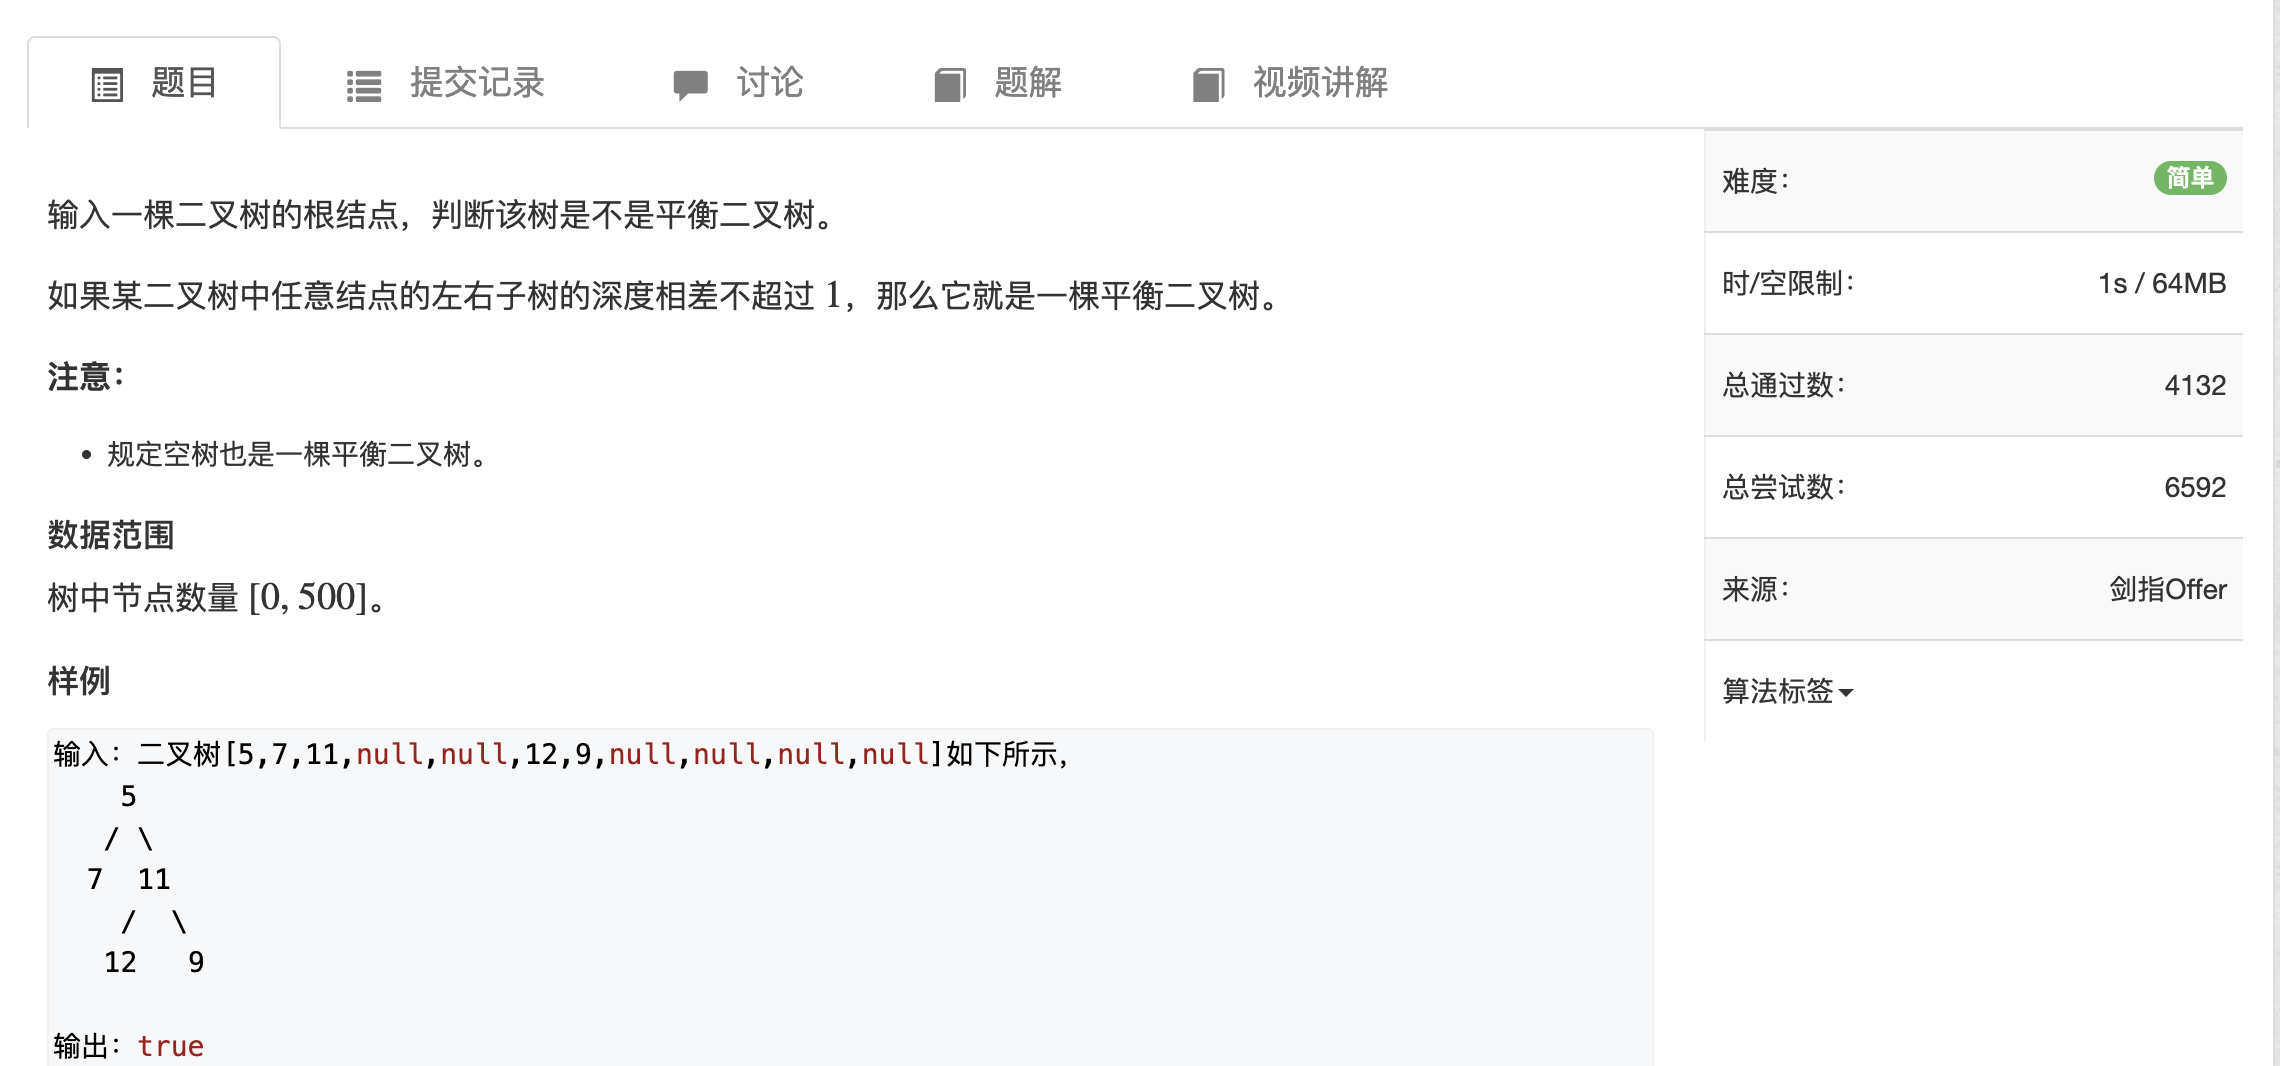 题目 提交记录 讨论 题解 视频讲解
输入一棵二叉树的根结点，判断该树是不是平衡二叉树。
如果某二叉树中任意结点的左右子树的深度相差不超过 1，那么它就是一棵平衡二叉树。
注意：
• 规定空树也是一棵平衡二叉树。
数据范围
树中节点数量 [0, 500]。
样例
输入：二叉树[5,7,11,null,null,12,9,null,null,null,null]如下所示，
5
/ \
7 11
/ \
12 9
输出：true
难度： 简单
时/空限制： 1s / 64MB
总通过数： 4132
总尝试数： 6592
来源： 剑指Offer
算法标签